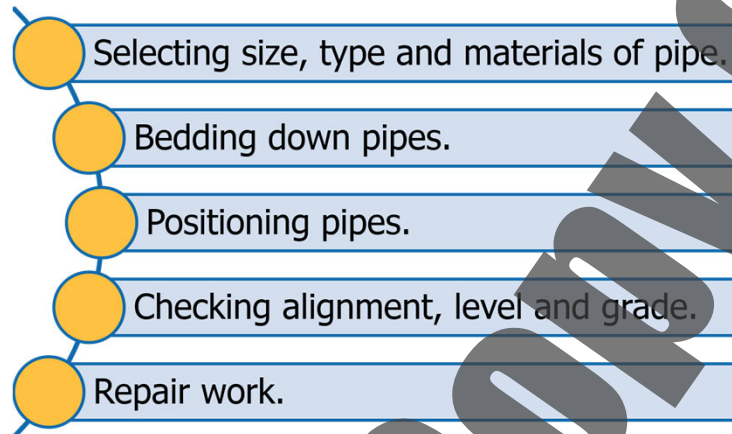 Selecting size, type and materials of pipe.
Bedding down pipes.
Positioning pipes.
Checking alignment, level and grade.
Repair work.